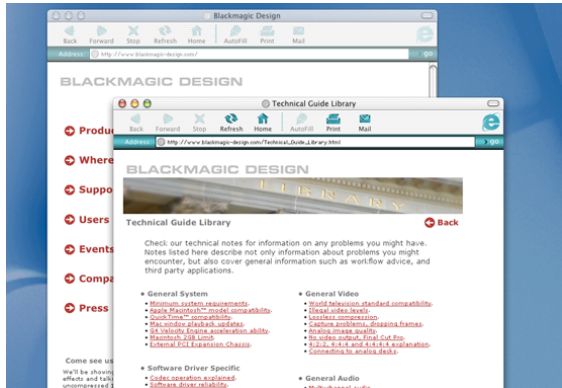 Blackmagic Design
Back Forward Stop Refresh Home AutoFill Print Mail
Address http://www.blackmagic-design.com/ go
BLACKMAGIC DESIGN
Produ
Where
Suppo
Users
Events
Compa
Press
Come see us
We'll be showing
effects and talki
uncompressed
Technical Guide Library
Back Forward Stop Refresh Home AutoFill Print Mail
Address http://www.blackmagic-design.com/Technical_Guide_Library.html go
BLACKMAGIC DESIGN
LIBRARY
Technical Guide Library
Back
Check our technical notes for information on any problems you might have.
Notes listed here describe not only information about problems you might
encounter, but also cover general information such as workflow advice, and
third party applications.
General System
Minimum system requirements.
Apple Macintosh™ model compatibility.
QuickTime™ compatibility.
Mac window playback updates.
G4 Velocity Engine acceleration ability.
Macintosh 2GB Limit.
External PCI Expansion Chassis.
Software Driver Specific
Codec operation explained.
Software driver reliability.
General Video
World television standard compatibility.
Illegal video levels.
Lossless compression.
Capture problems, dropping frames.
Analog image quality.
No video output, Final Cut Pro.
4:2:2, 4:4:4 and 4:4:4:4 explanation.
Connecting to analog decks.
General Audio
Multichannel audio